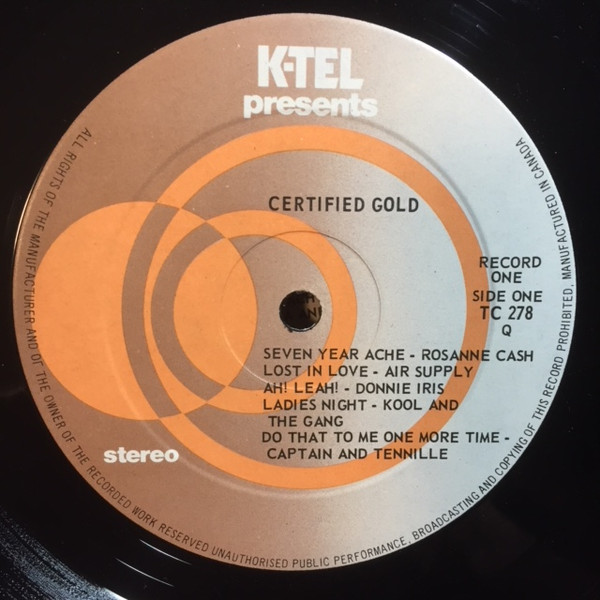 K-TEL
presents
CERTIFIED GOLD
RECORD
ONE
SIDE ONE
TC 278
Q
SEVEN YEAR ACHE - ROSANNE CASH
LOST IN LOVE - AIR SUPPLY
AH! LEAH! - DONNIE IRIS
LADIES NIGHT - KOOL AND
THE GANG
DO THAT TO ME ONE MORE TIME -
CAPTAIN AND TENNILLE
stereo
ALL RIGHTS OF THE MANUFACTURER AND OF THE OWNER OF THE RECORDED WORK RESERVED UNAUTHORISED PUBLIC PERFORMANCE, BROADCASTING AND COPYING OF THIS RECORD PROHIBITED, MANUFACTURED IN CANADA